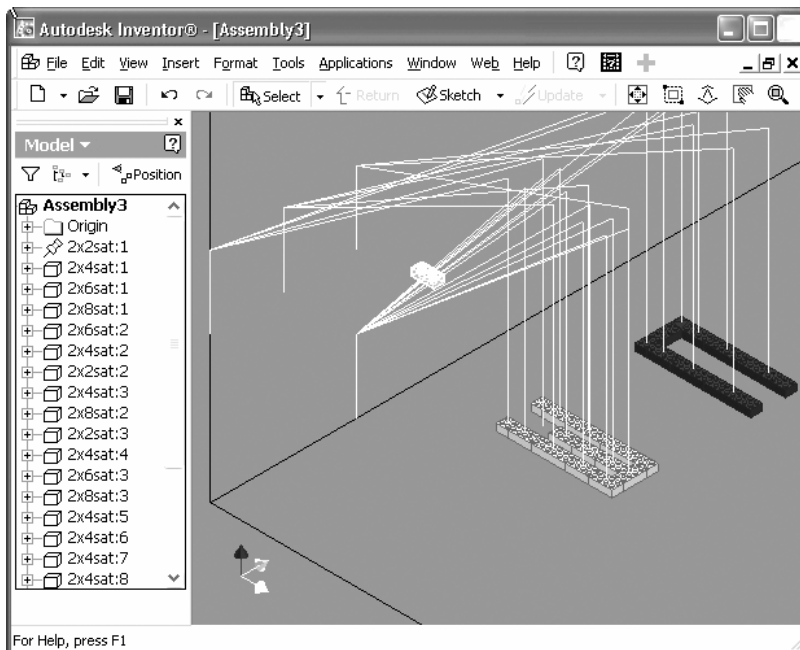 Autodesk Inventor® - [Assembly3]
File Edit View Insert Format Tools Applications Window Web Help
Select Return Sketch Update
Model
Position
Assembly3
Origin
2x2sat:1
2x4sat:1
2x6sat:1
2x8sat:1
2x6sat:2
2x4sat:2
2x2sat:2
2x4sat:3
2x8sat:2
2x2sat:3
2x4sat:4
2x6sat:3
2x8sat:3
2x4sat:5
2x4sat:6
2x4sat:7
2x4sat:8
For Help, press F1